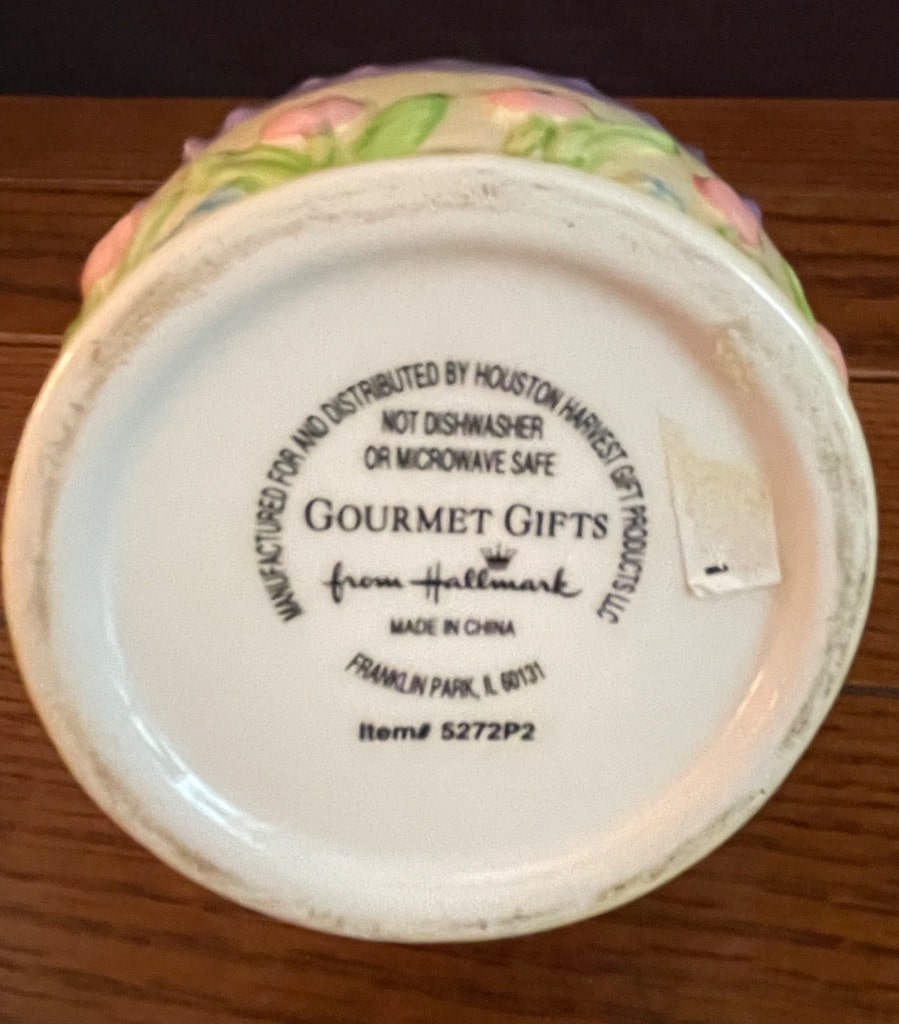 MANUFACTURED FOR AND DISTRIBUTED BY HOUSTON HARVEST GIFT PRODUCTS LLC
NOT DISHWASHER
OR MICROWAVE SAFE
GOURMET GIFTS
from Hallmark
MADE IN CHINA
FRANKLIN PARK, IL 60131
Item# 5272P2